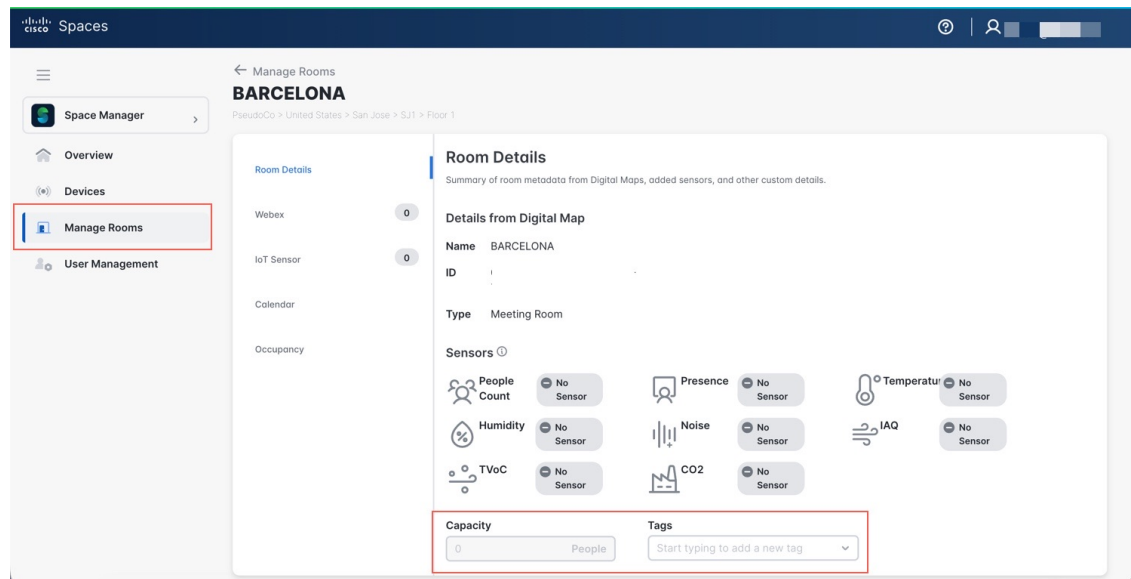 cisco Spaces
Manage Rooms
BARCELONA
PseudoCo > United States > San Jose > SJ1 > Floor 1
Space Manager
Overview
Devices
Manage Rooms
User Management
Room Details
Webex 0
IoT Sensor 0
Calendar
Occupancy
Room Details
Summary of room metadata from Digital Maps, added sensors, and other custom details.
Details from Digital Map
Name BARCELONA
ID
Type Meeting Room
Sensors
People Count No Sensor
Presence No Sensor
Temperatu No Sensor
Humidity No Sensor
Noise No Sensor
IAQ No Sensor
TVoC No Sensor
CO2 No Sensor
Capacity Tags
0 People Start typing to add a new tag